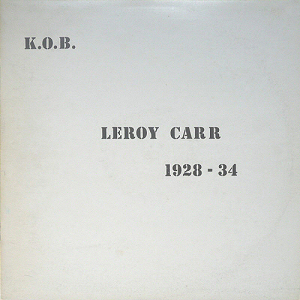 K.O.B.
LEROY CARR
1928 - 34